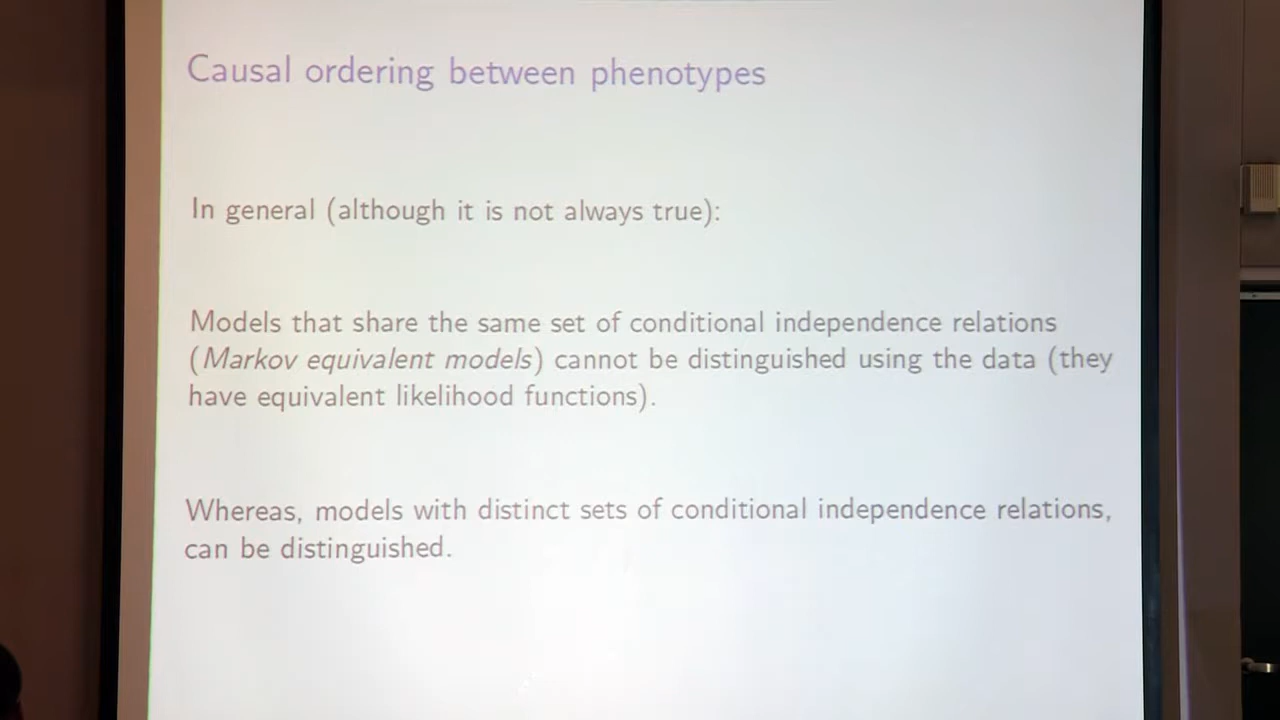 Causal ordering between phenotypes
In general (although it is not always true):
Models that share the same set of conditional independence relations
(Markov equivalent models) cannot be distinguished using the data (they
have equivalent likelihood functions).
Whereas, models with distinct sets of conditional independence relations,
can be distinguished.